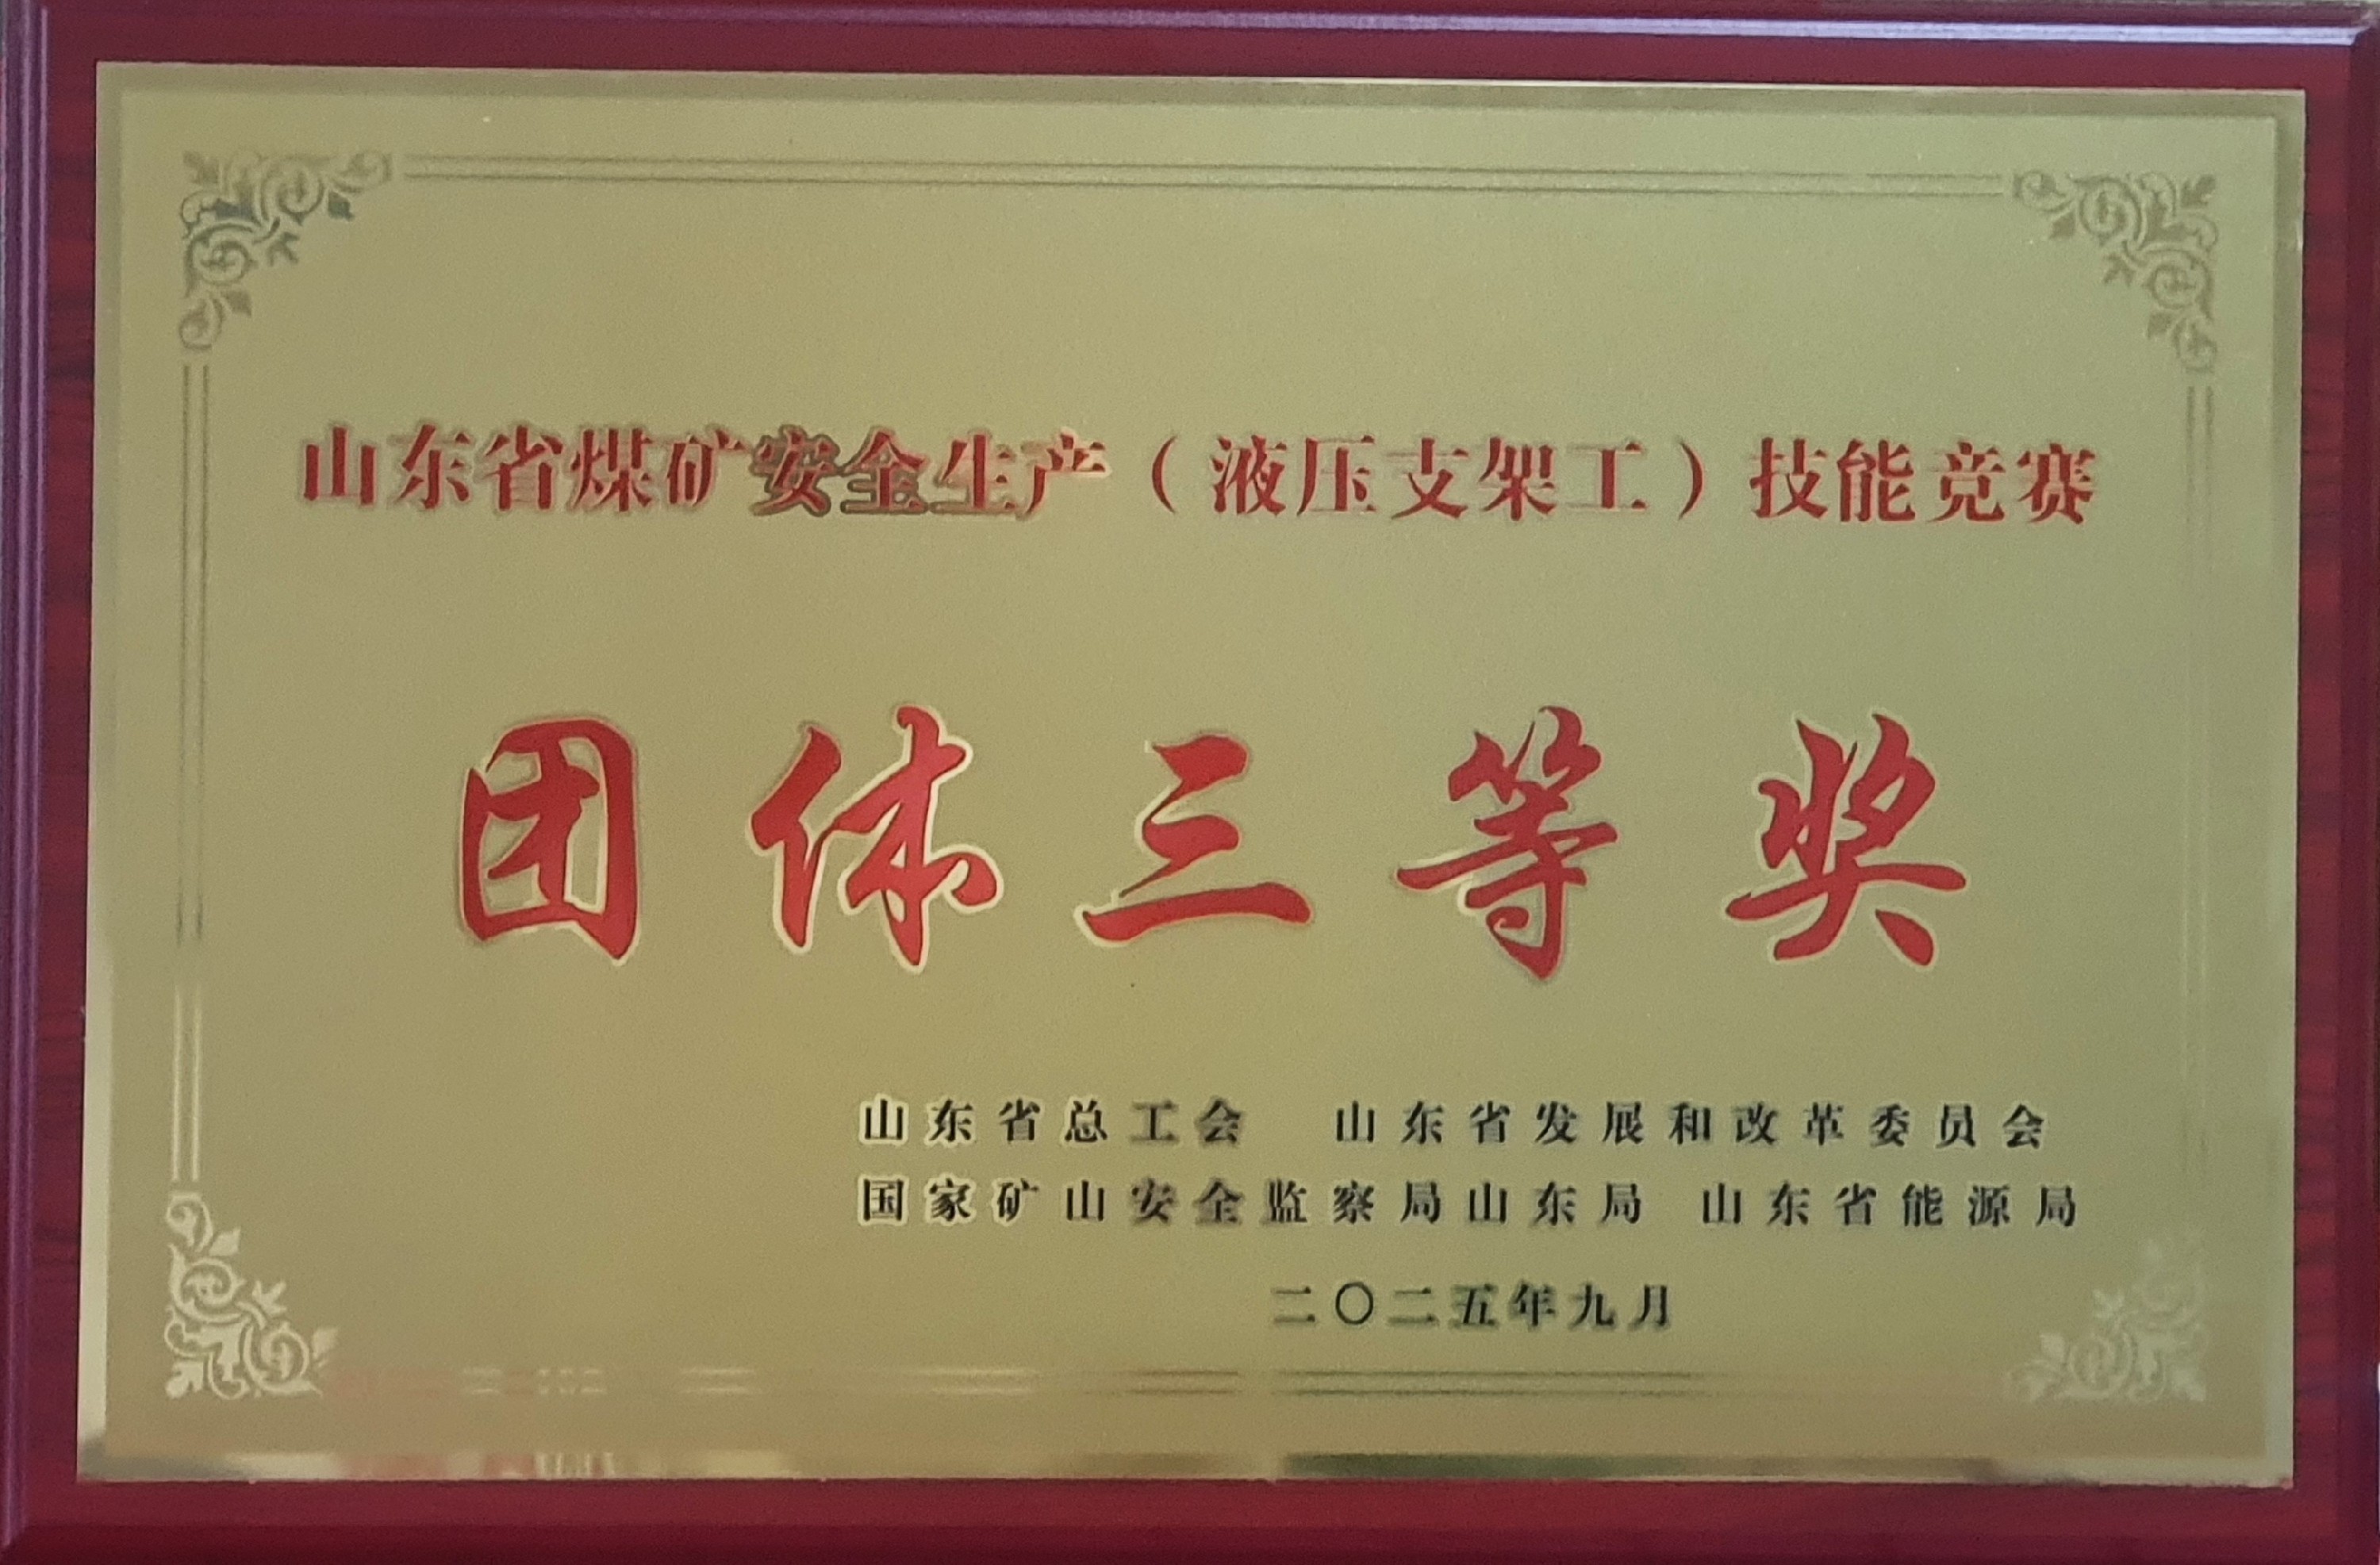 山东省煤矿安全生产（液压支架工）技能竞赛
团体三等奖
山东省总工会 山东省发展和改革委员会
国家矿山安全监察局山东局 山东省能源局
二〇二五年九月